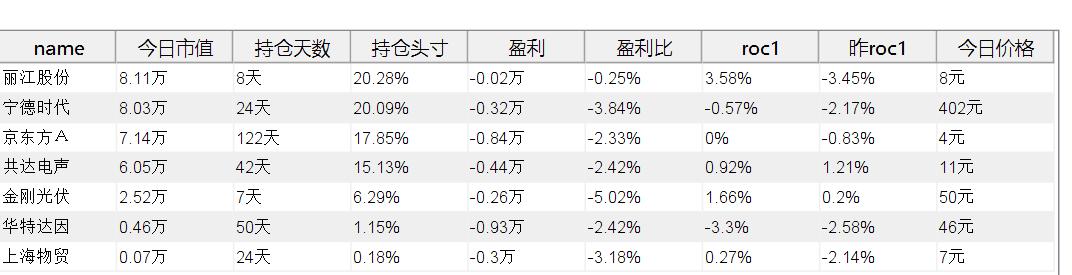 name 今日市值 持仓天数 持仓头寸 盈利 盈利比 roc1 昨roc1 今日价格
丽江股份 8.11万 8天 20.28% -0.02万 -0.25% 3.58% -3.45% 8元
宁德时代 8.03万 24天 20.09% -0.32万 -3.84% -0.57% -2.17% 402元
京东方Ａ 7.14万 122天 17.85% -0.84万 -2.33% 0% -0.83% 4元
共达电声 6.05万 42天 15.13% -0.44万 -2.42% 0.92% 1.21% 11元
金刚光伏 2.52万 7天 6.29% -0.26万 -5.02% 1.66% 0.2% 50元
华特达因 0.46万 50天 1.15% -0.93万 -2.42% -3.3% -2.58% 46元
上海物贸 0.07万 24天 0.18% -0.3万 -3.18% 0.27% -2.14% 7元